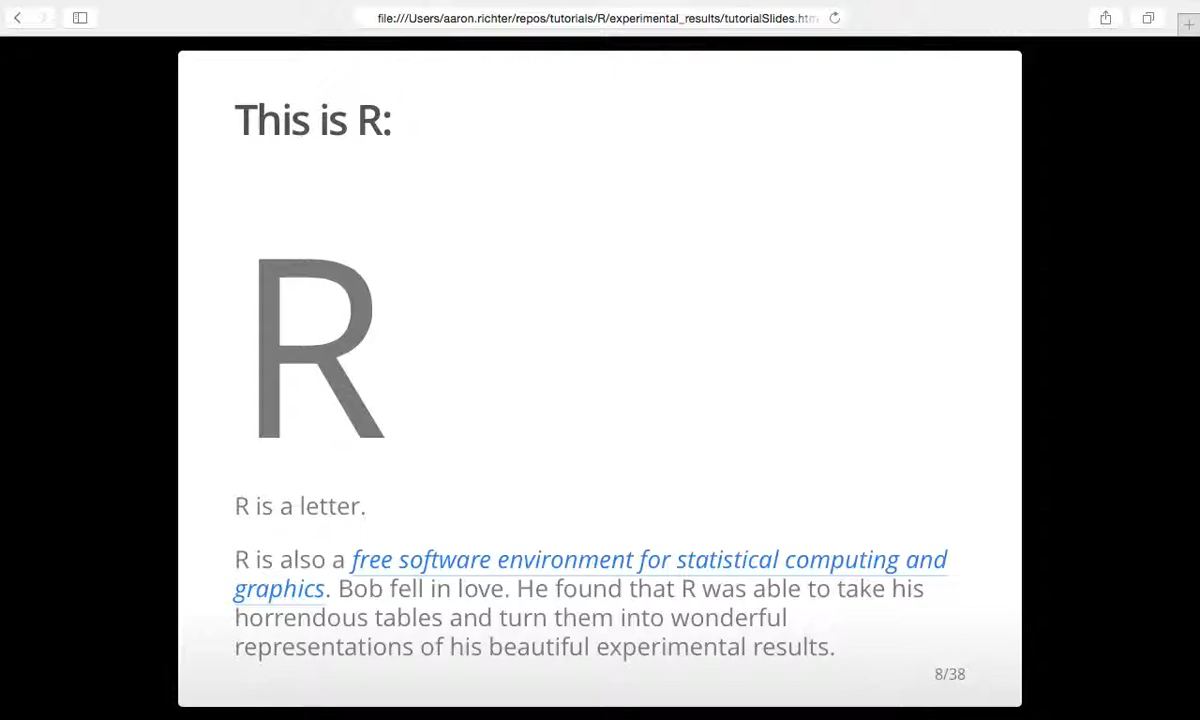 file:///Users/aaron.richter/repos/tutorials/R/experimental_results/tutorialSlides.htm
This is R:
R
R is a letter.
R is also a free software environment for statistical computing and
graphics. Bob fell in love. He found that R was able to take his
horrendous tables and turn them into wonderful
representations of his beautiful experimental results.
8/38